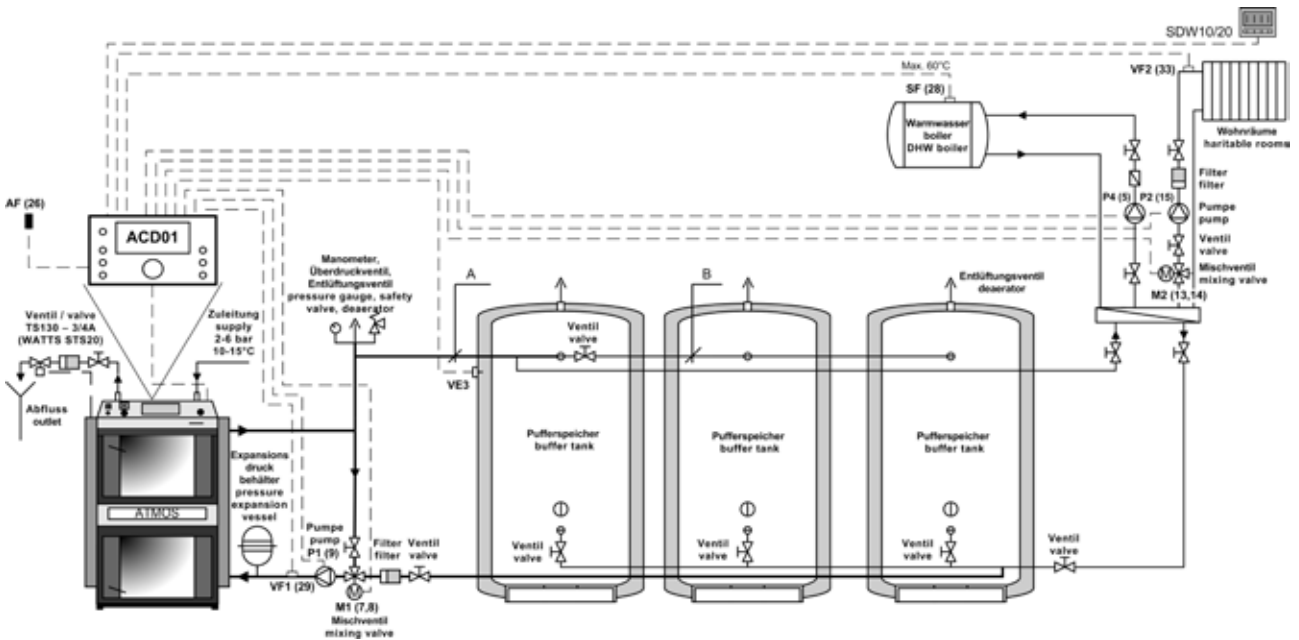 SDW10/20
Max. 60°C
SF (28)
VF2 (33)
Warmwasser
boiler
DHW boiler
Wohnräume
haritable rooms
Filter
filter
P4 (5)
P2 (15)
Pumpe
pump
Ventil
valve
Mischventil
mixing valve
M
M2 (13,14)
AF (26)
ACD01
Manometer,
Überdruckventil,
Entlüftungsventil
pressure gauge, safety
valve, deaerator
A
B
Entlüftungsventil
deaerator
Ventil / valve
TS130 – 3/4A
(WATTS STS20)
Zuleitung
supply
2-6 bar
10-15°C
Ventil
valve
VE3
Abfluss
outlet
Pufferspeicher
buffer tank
Pufferspeicher
buffer tank
Pufferspeicher
buffer tank
Expansions
druck
behälter
pressure
expansion
vessel
ATMOS
Pumpe
pump
P1 (9)
Filter
filter
Ventil
valve
Ventil
valve
Ventil
valve
Ventil
valve
Ventil
valve
VF1 (29)
M
M1 (7,8)
Mischventil
mixing valve